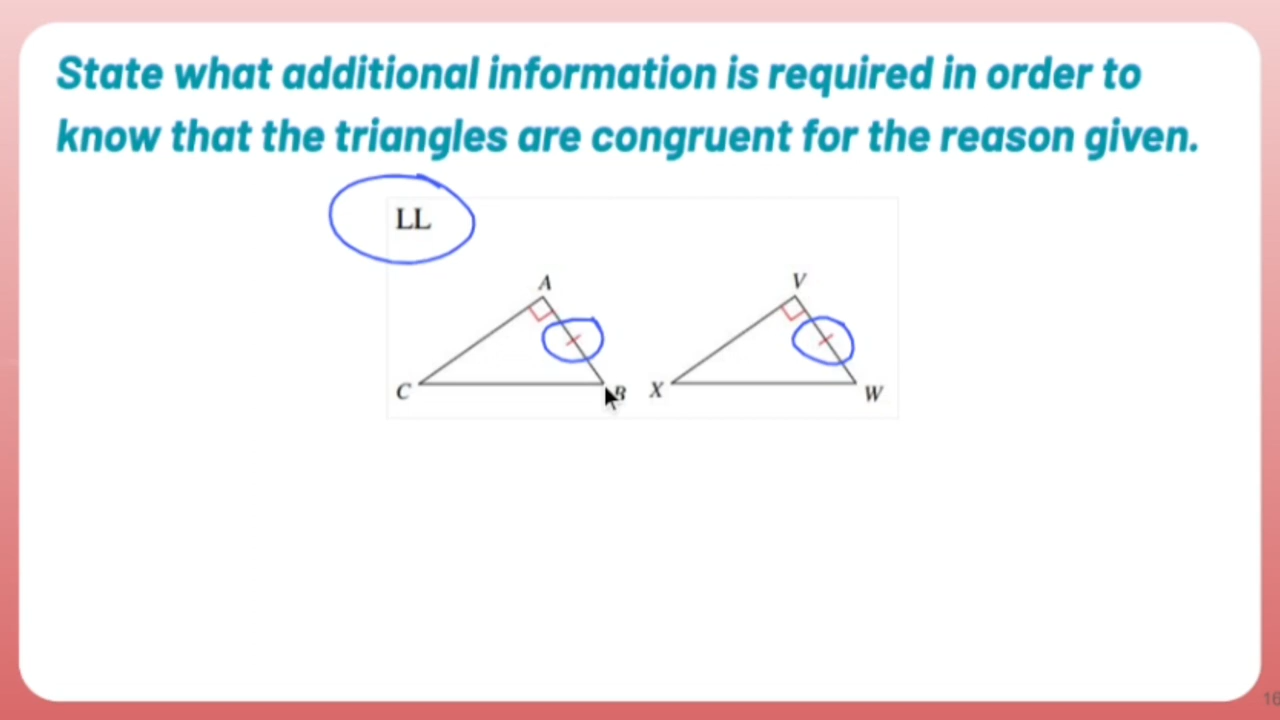 State what additional information is required in order to
know that the triangles are congruent for the reason given.
LL
A
V
C
B
X
W
16